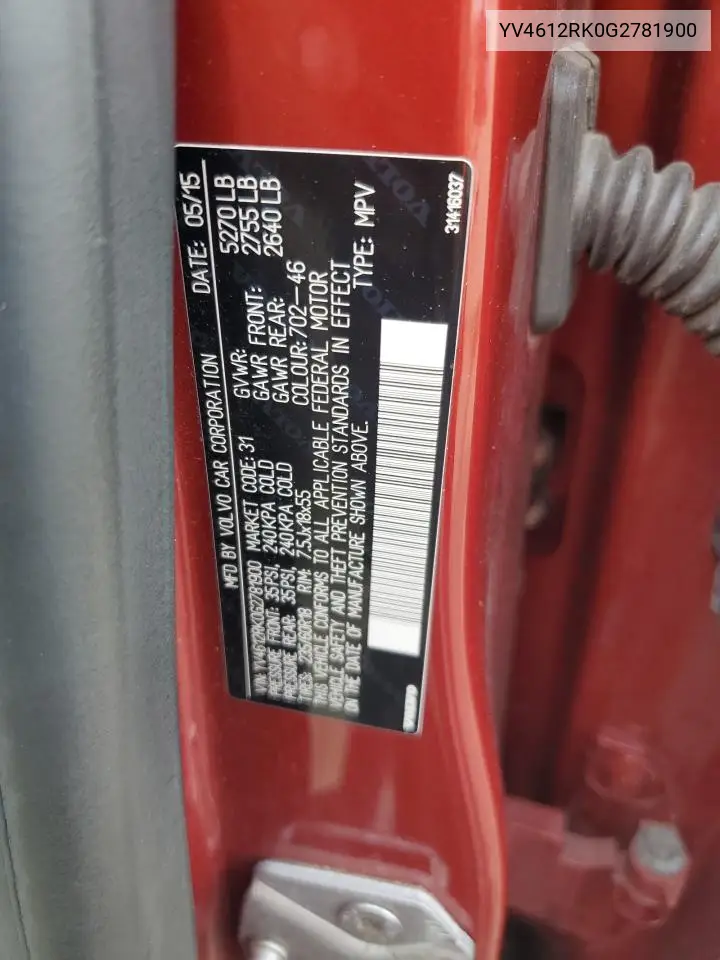 YV4612RK0G2781900
MFD BY VOLVO CAR CORPORATION DATE: 05/15
VIN: YV4612RK0G2781900 MARKET CODE: 31 GVWR: 5270 LB
PRESSURE FRONT: 35PSI, 240KPA COLD GAWR FRONT: 2755 LB
PRESSURE REAR: 35PSI, 240KPA COLD GAWR REAR: 2640 LB
TIRES: 235/60R18 RIM: 7.5Jx18x55 COLOUR: 702-46
THIS VEHICLE CONFORMS TO ALL APPLICABLE FEDERAL MOTOR
VEHICLE SAFETY AND THEFT PREVENTION STANDARDS IN EFFECT
ON THE DATE OF MANUFACTURE SHOWN ABOVE. TYPE: MPV
31416037
VOLVO